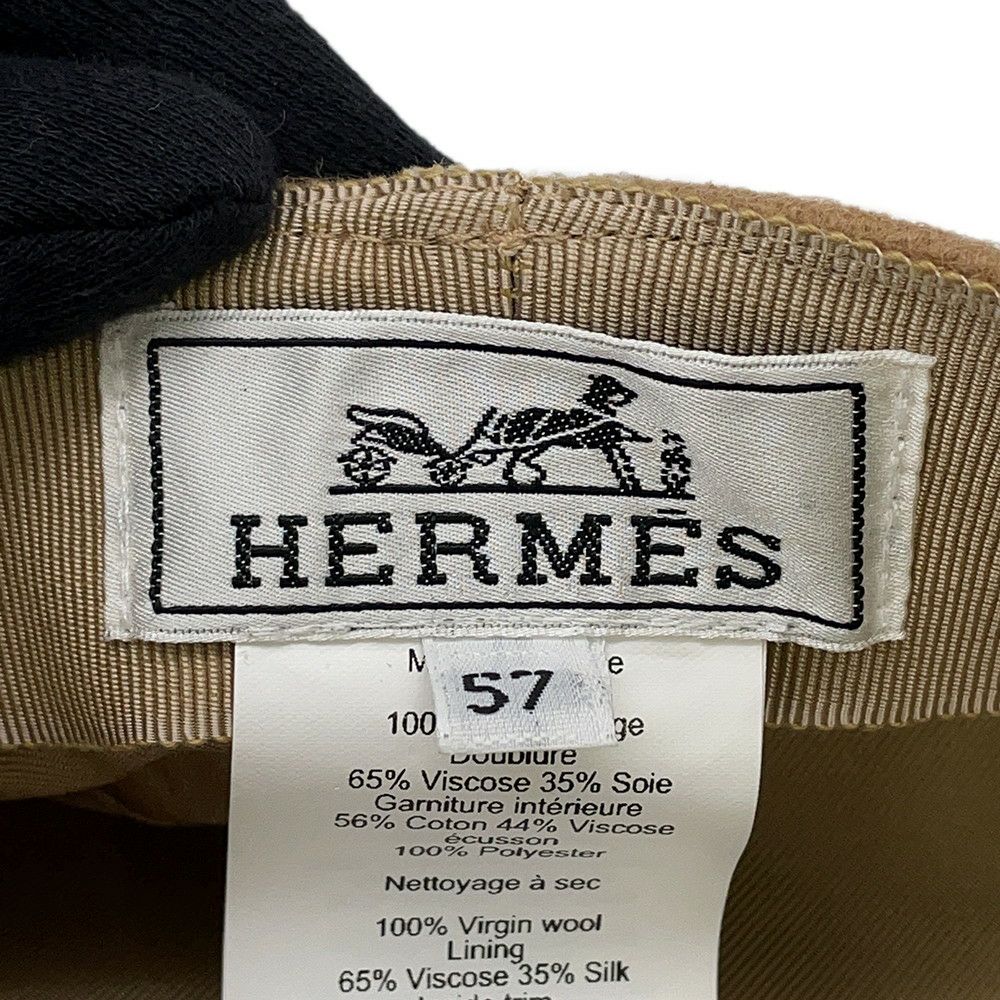 HERMÈS
57
100
65% Viscose 35% Soie
Garniture intérieure
56% Coton 44% Viscose
écusson
100% Polyester
Nettoyage à sec
100% Virgin wool
Lining
65% Viscose 35% Silk